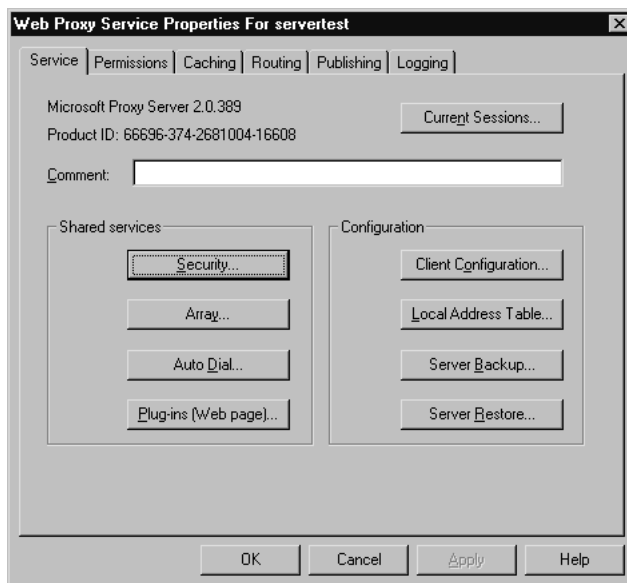 Web Proxy Service Properties For servertest
Service Permissions Caching Routing Publishing Logging
Microsoft Proxy Server 2.0.389
Current Sessions...
Product ID: 66696-374-2681004-16608
Comment:
Shared services
Security...
Array...
Auto Dial...
Plug-ins (Web page)...
Configuration
Client Configuration...
Local Address Table...
Server Backup...
Server Restore...
OK Cancel Apply Help